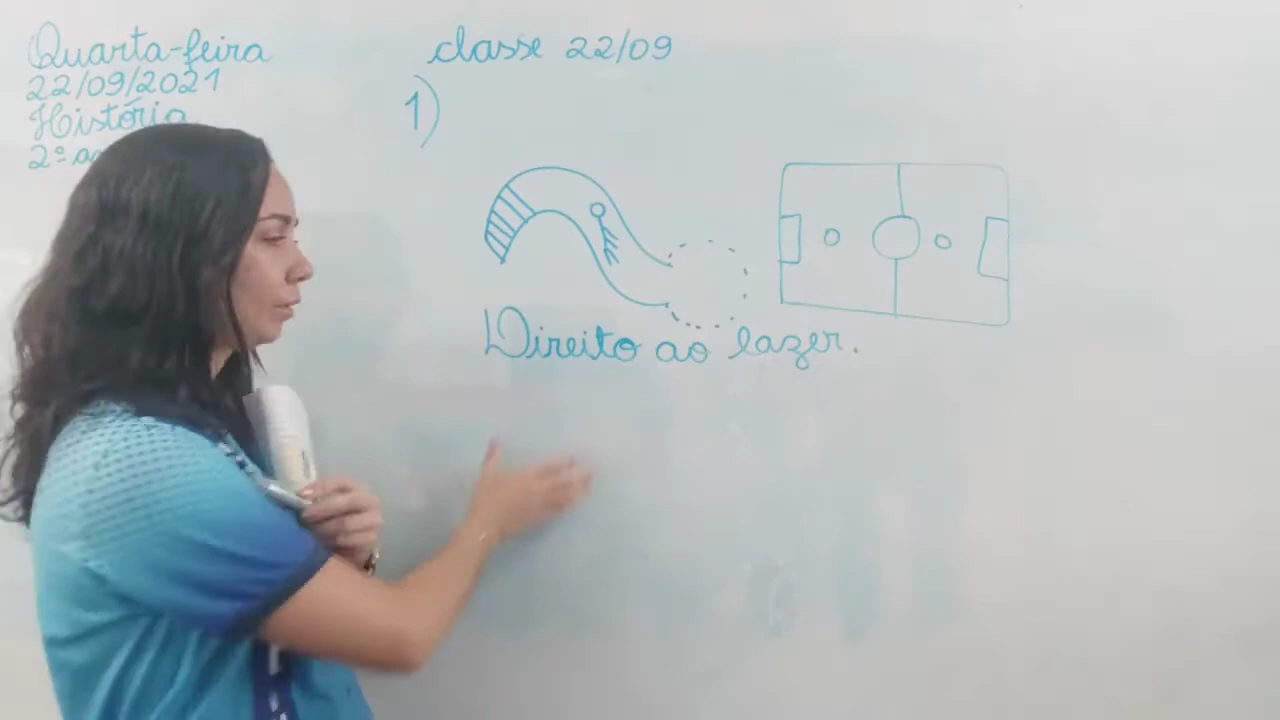 Quarta-feira
22/09/2021
História
2º
classe 22/09
1)
Direito ao lazer.